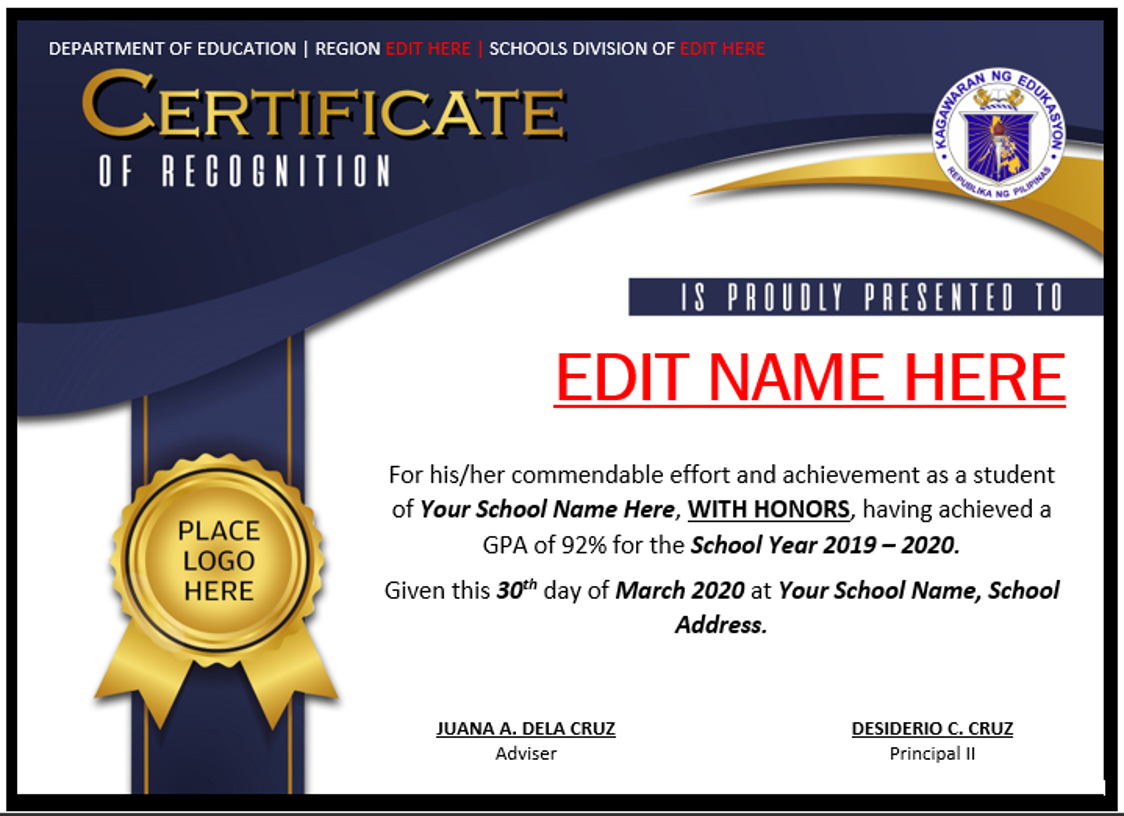 DEPARTMENT OF EDUCATION | REGION EDIT HERE | SCHOOLS DIVISION OF EDIT HERE
CERTIFICATE
OF RECOGNITION
KAGAWARAN NG EDUKASYON
REPUBLIKA NG PILIPINAS
IS PROUDLY PRESENTED TO
EDIT NAME HERE
For his/her commendable effort and achievement as a student
of Your School Name Here, WITH HONORS, having achieved a
GPA of 92% for the School Year 2019 – 2020.
Given this 30th day of March 2020 at Your School Name, School
Address.
PLACE
LOGO
HERE
JUANA A. DELA CRUZ
Adviser
DESIDERIO C. CRUZ
Principal II